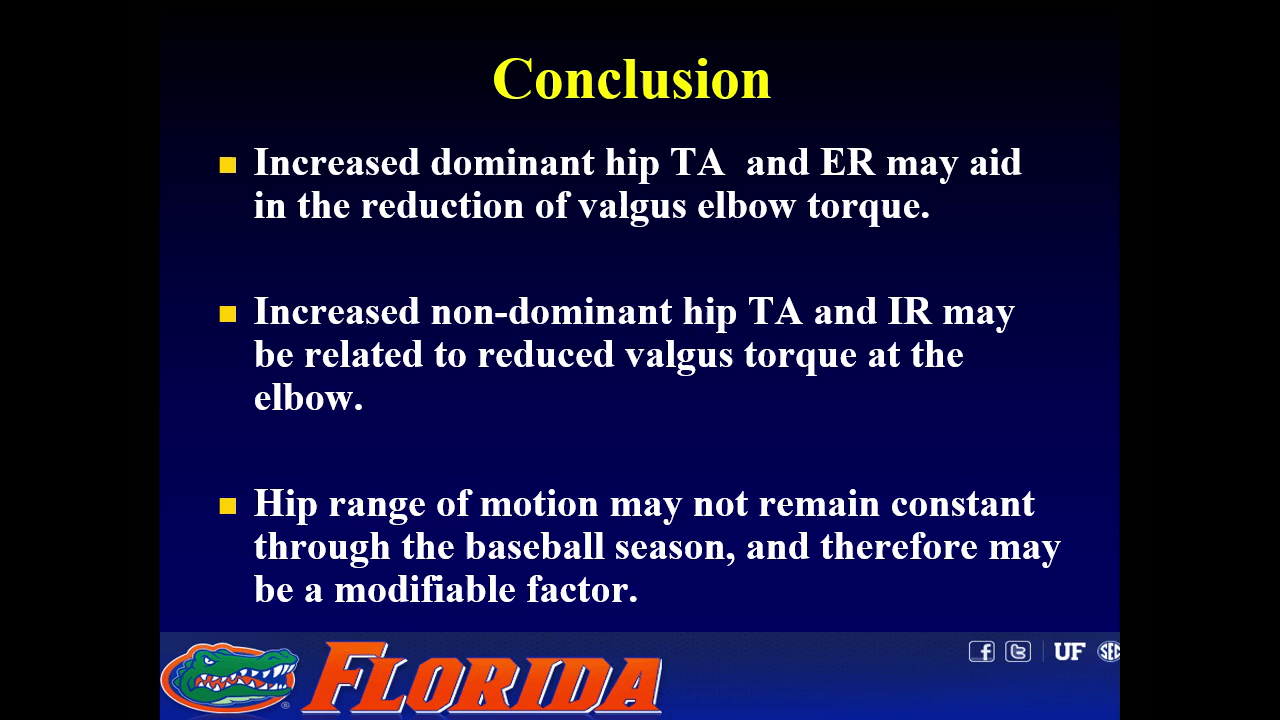 Conclusion
Increased dominant hip TA  and ER may aid
in the reduction of valgus elbow torque.
Increased non-dominant hip TA and IR may
be related to reduced valgus torque at the
elbow.
Hip range of motion may not remain constant
through the baseball season, and therefore may
be a modifiable factor.
FLORIDA
f t UF SEC